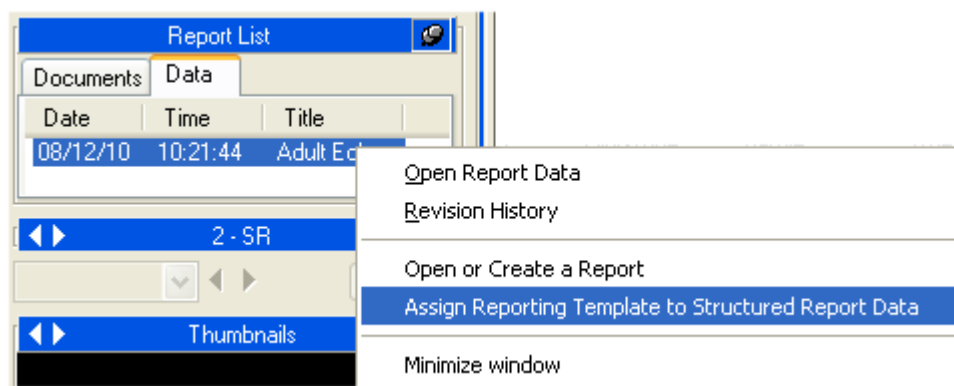 Report List
Documents Data
Date Time Title
08/12/10 10:21:44 Adult
Open Report Data
Revision History
2 - SR
Open or Create a Report
Assign Reporting Template to Structured Report Data
Thumbnails
Minimize window